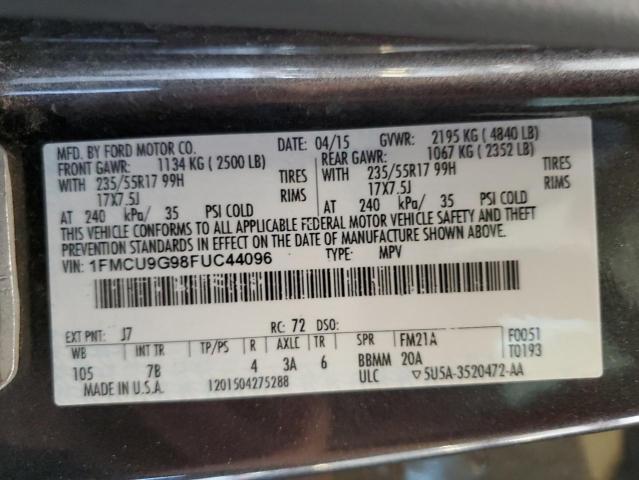 MFD. BY FORD MOTOR CO. DATE: 04/15 GVWR: 2195 KG ( 4840 LB)
FRONT GAWR: 1134 KG ( 2500 LB) REAR GAWR: 1067 KG ( 2352 LB)
WITH 235/55R17 99H TIRES WITH 235/55R17 99H TIRES
17X7.5J RIMS 17X7.5J RIMS
AT 240 kPa/ 35 PSI COLD AT 240 kPa/ 35 PSI COLD
THIS VEHICLE CONFORMS TO ALL APPLICABLE FEDERAL MOTOR VEHICLE SAFETY AND THEFT
PREVENTION STANDARDS IN EFFECT ON THE DATE OF MANUFACTURE SHOWN ABOVE.
VIN: 1FMCU9G98FUC44096 TYPE: MPV
EXT PNT: J7 RC: 72 DSO: F0051
WB INT TR TP/PS R AXLE TR SPR FM21A T0193
105 7B 4 3A 6 BBMM 20A
MADE IN U.S.A. 1201504275288 ULC ▽5U5A-3520472-AA